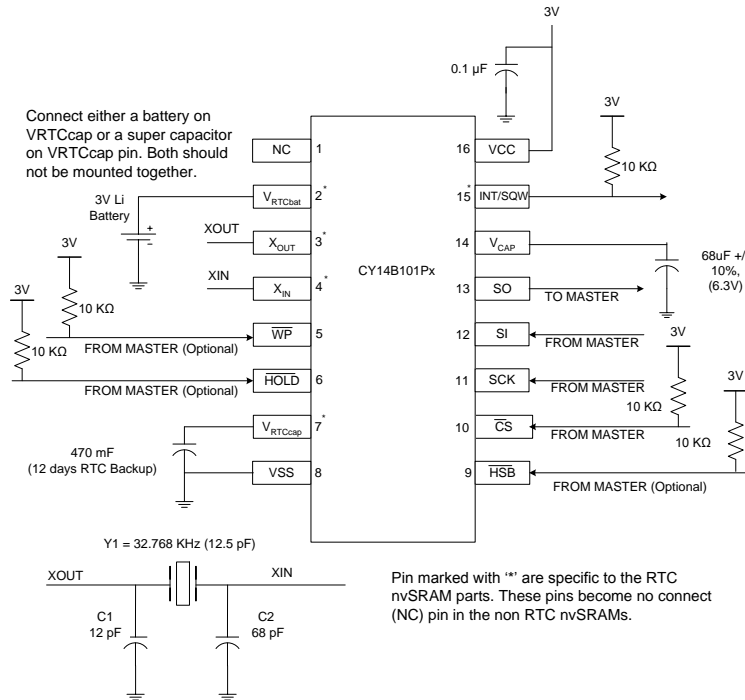 3V
0.1 µF
Connect either a battery on
VRTCcap or a super capacitor
on VRTCcap pin. Both should
not be mounted together.
3V
10 KΩ
NC 1
16 VCC
3V Li
Battery
+
−
VRTCbat 2*
15* INT/SQW
XOUT
XOUT 3*
CY14B101Px
14 VCAP
68uF +/
10%,
(6.3V)
3V
XIN
XIN 4*
13 SO
TO MASTER
3V
10 KΩ
WP 5
FROM MASTER (Optional)
12 SI
FROM MASTER
3V
10 KΩ
HOLD 6
FROM MASTER (Optional)
11 SCK
FROM MASTER
10 KΩ
3V
VRTCcap 7*
10 CS
FROM MASTER
10 KΩ
470 mF
(12 days RTC Backup)
VSS 8
9 HSB
FROM MASTER (Optional)
Y1 = 32.768 KHz (12.5 pF)
XOUT
XIN
C1
12 pF
C2
68 pF
Pin marked with ‘*’ are specific to the RTC
nvSRAM parts. These pins become no connect
(NC) pin in the non RTC nvSRAMs.